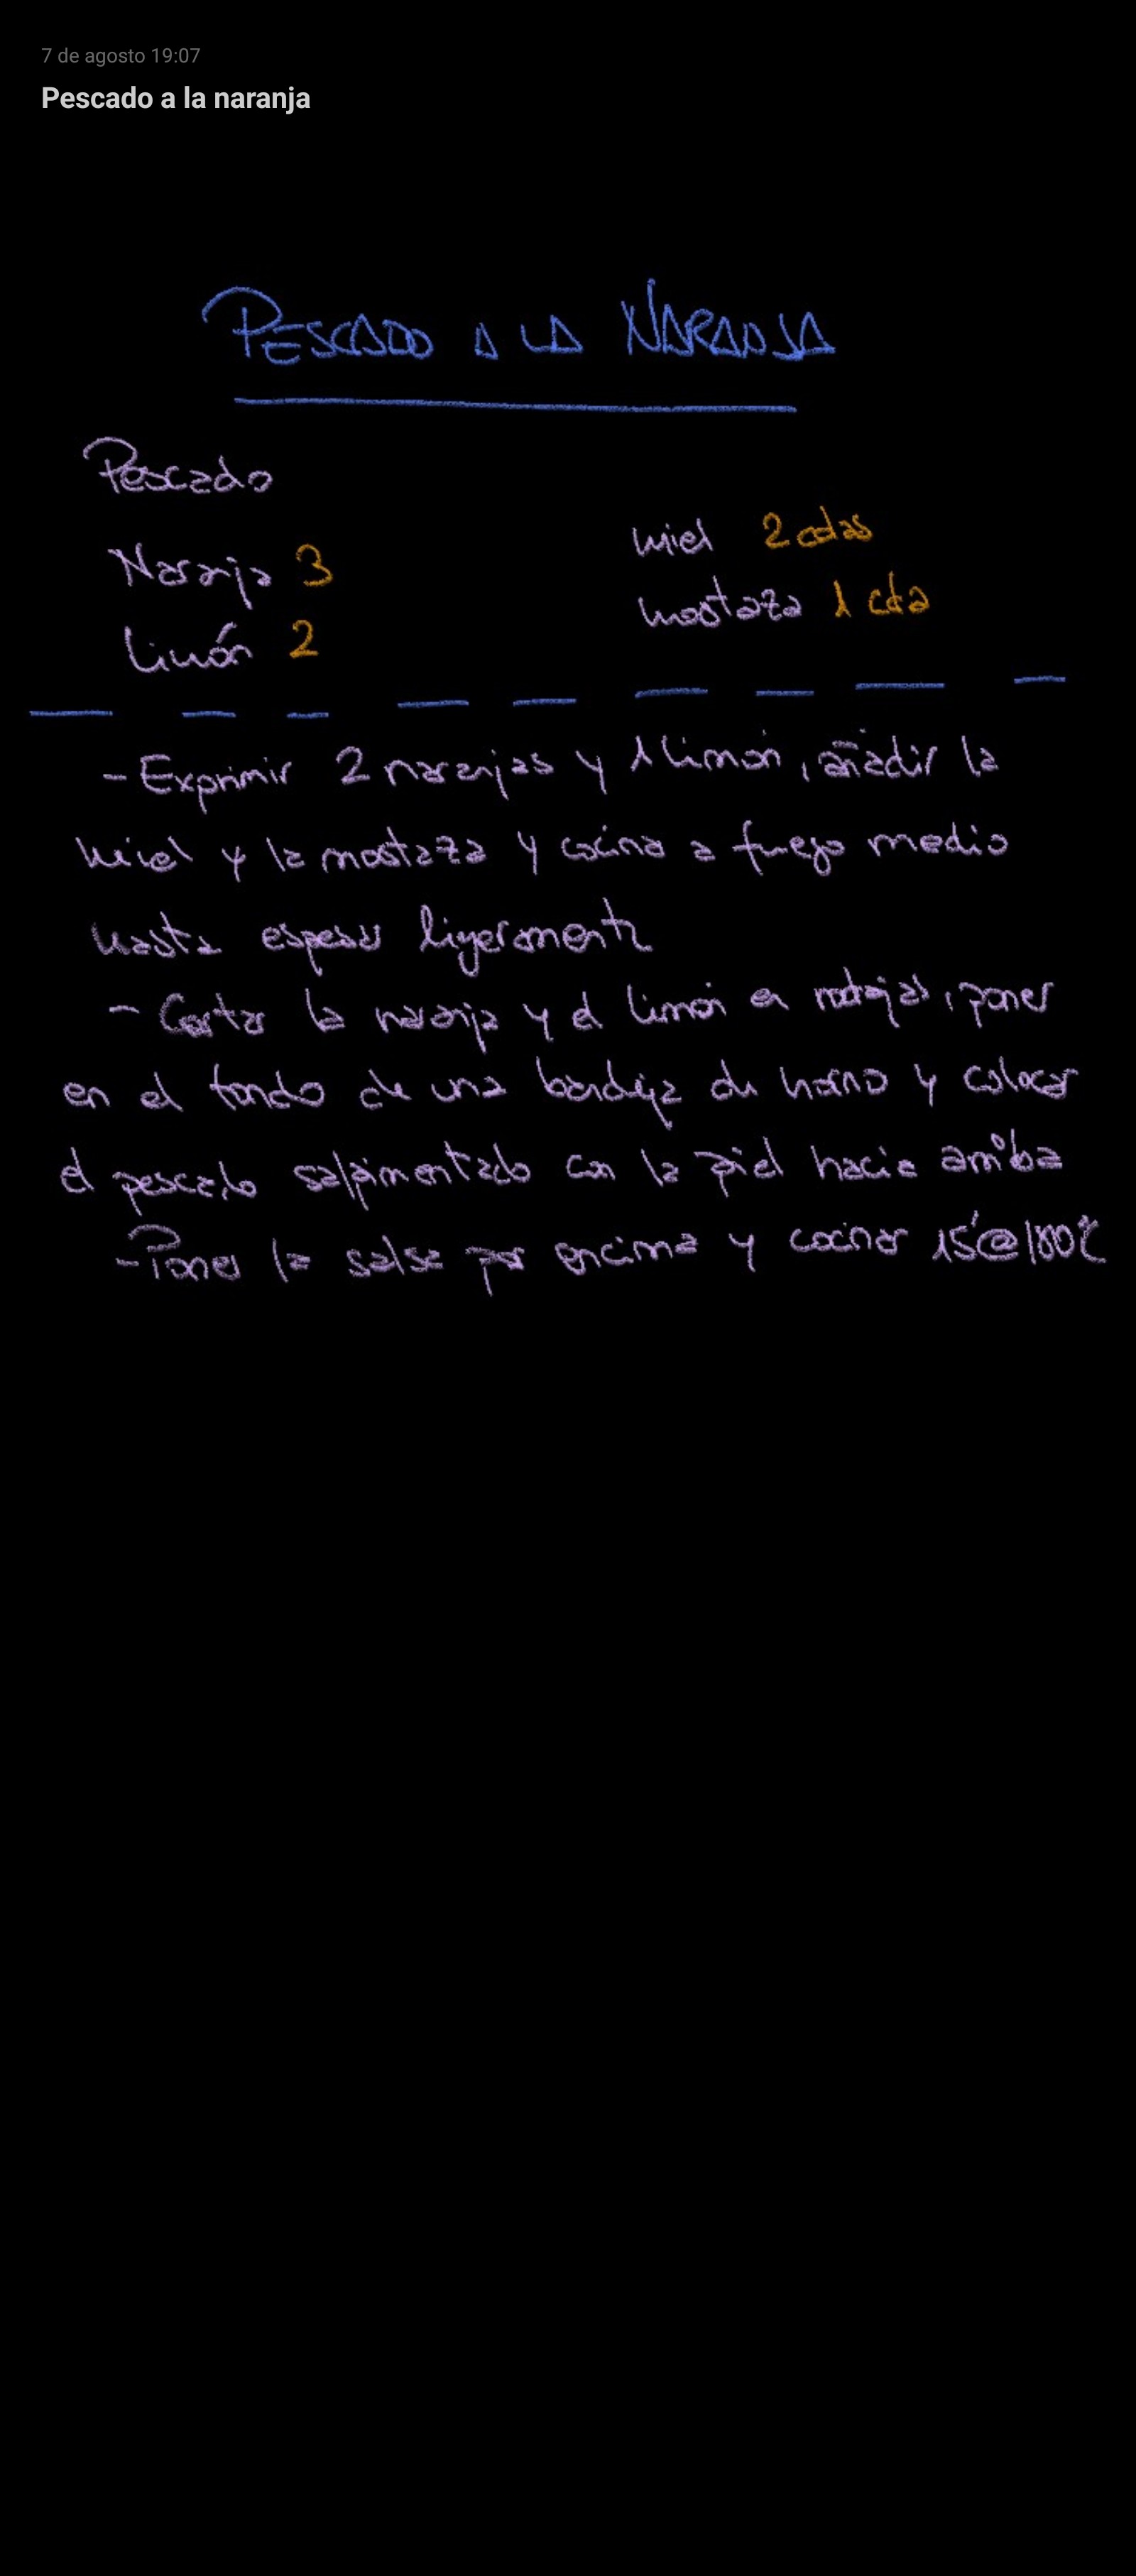 7 de agosto 19:07
Pescado a la naranja
PESCADO A LA NARANJA
Pescado
Naranja 3
Limón 2
miel 2 cdas
mostaza 1 cda
- Exprimir 2 naranjas y 1 limón, añadir la
miel y la mostaza y cocina a fuego medio
hasta espesar ligeramente
- Cortar la naranja y el limón en rodajas, poner
en el fondo de una bandeja de horno y colocar
el pescado salpimentado con la piel hacia arriba
- Poner la salsa por encima y cocinar 15' @ 180℃